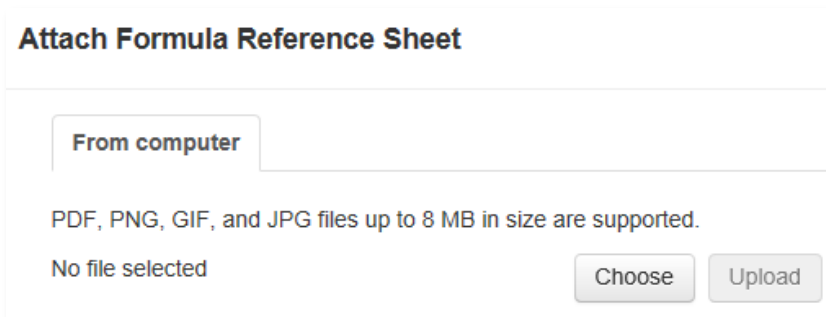 Attach Formula Reference Sheet
From computer
PDF, PNG, GIF, and JPG files up to 8 MB in size are supported.
No file selected
Choose
Upload